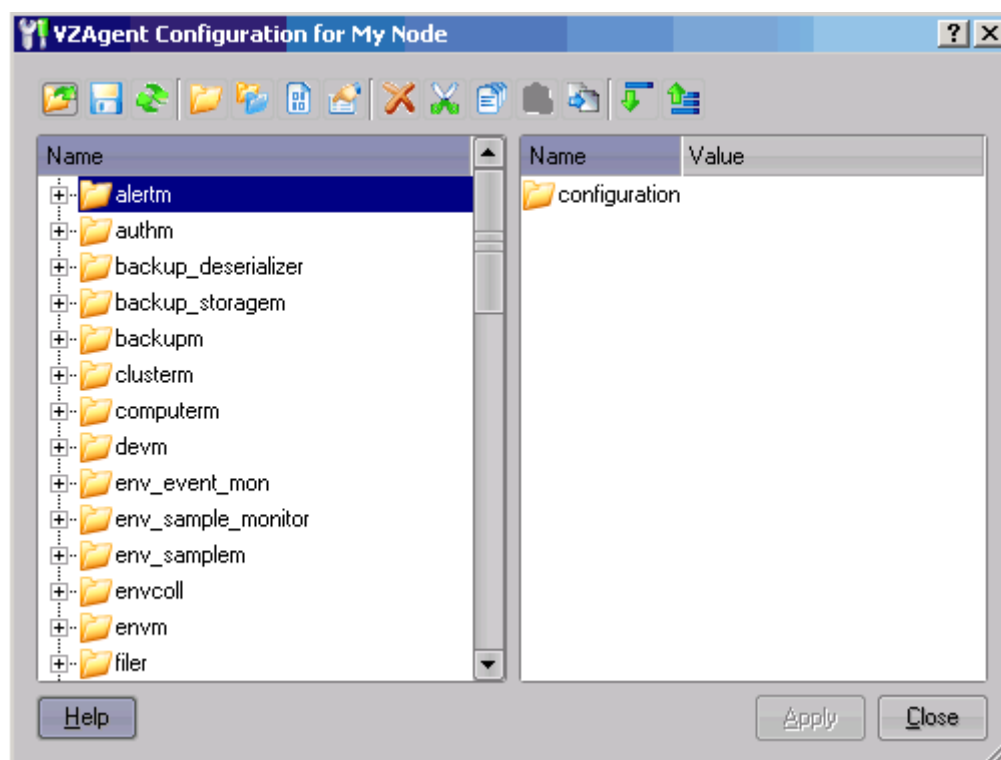 VZAgent Configuration for My Node
Name
alertm
authm
backup_deserializer
backup_storagem
backupm
clusterm
computerm
devm
env_event_mon
env_sample_monitor
env_samplem
envcoll
envm
filer
Name Value
configuration
Help
Apply
Close